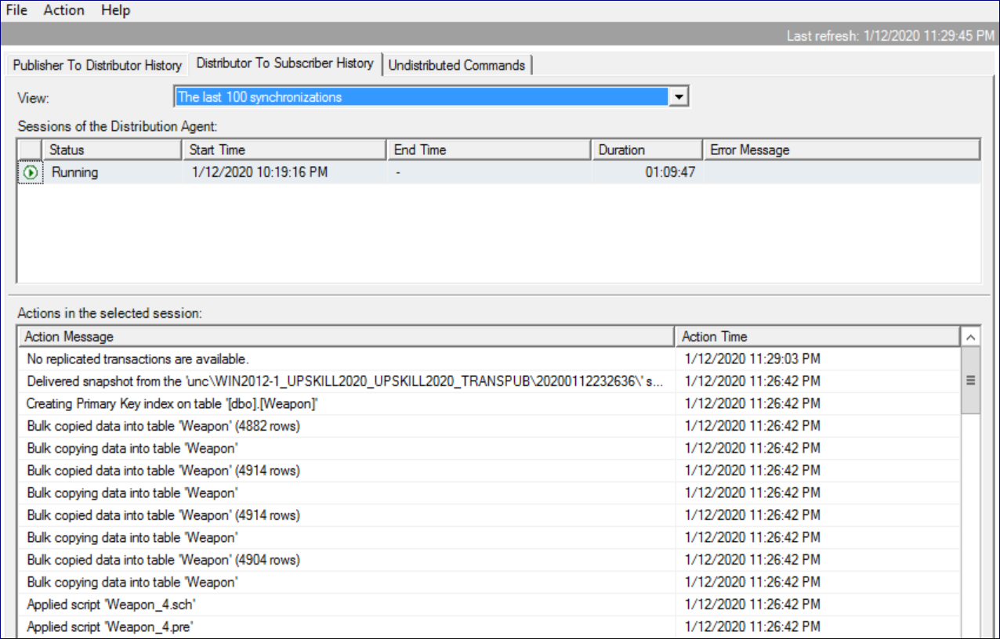 File Action Help
Last refresh: 1/12/2020 11:29:45 PM
Publisher To Distributor History Distributor To Subscriber History Undistributed Commands
View: The last 100 synchronizations
Sessions of the Distribution Agent:
Status Start Time End Time Duration Error Message
Running 1/12/2020 10:19:16 PM - 01:09:47
Actions in the selected session:
Action Message Action Time
No replicated transactions are available. 1/12/2020 11:29:03 PM
Delivered snapshot from the 'unc\WIN2012-1_UPSKILL2020_UPSKILL2020_TRANSPUB\20200112232636\' s... 1/12/2020 11:26:42 PM
Creating Primary Key index on table '[dbo].[Weapon]' 1/12/2020 11:26:42 PM
Bulk copied data into table 'Weapon' (4882 rows) 1/12/2020 11:26:42 PM
Bulk copying data into table 'Weapon' 1/12/2020 11:26:42 PM
Bulk copied data into table 'Weapon' (4914 rows) 1/12/2020 11:26:42 PM
Bulk copying data into table 'Weapon' 1/12/2020 11:26:42 PM
Bulk copied data into table 'Weapon' (4914 rows) 1/12/2020 11:26:42 PM
Bulk copying data into table 'Weapon' 1/12/2020 11:26:42 PM
Bulk copied data into table 'Weapon' (4904 rows) 1/12/2020 11:26:42 PM
Bulk copying data into table 'Weapon' 1/12/2020 11:26:42 PM
Applied script 'Weapon_4.sch' 1/12/2020 11:26:42 PM
Applied script 'Weapon_4.pre' 1/12/2020 11:26:42 PM